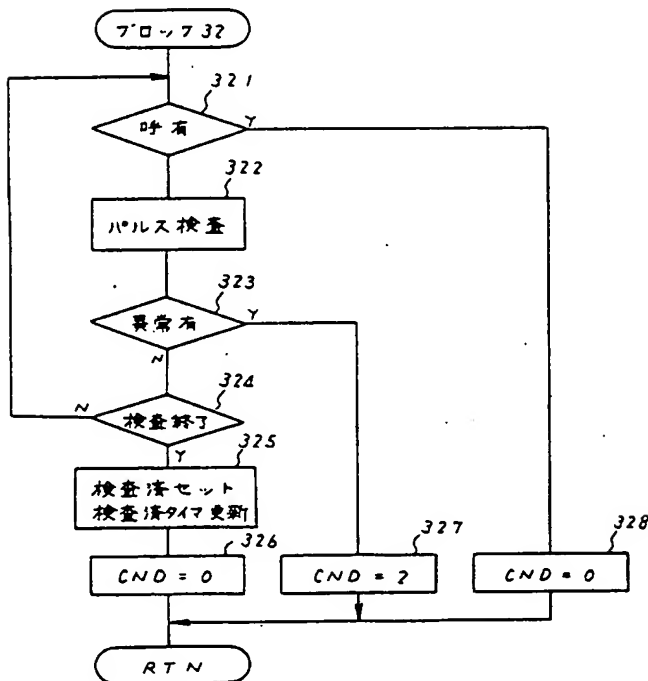 ブロック32
321
呼有
Y
322
パルス検査
323
異常有
Y
N
324
検査終了
N
Y
325
検査済セット
検査済タイマ更新
326
CND=0
327
CND=2
328
CND=0
RTN